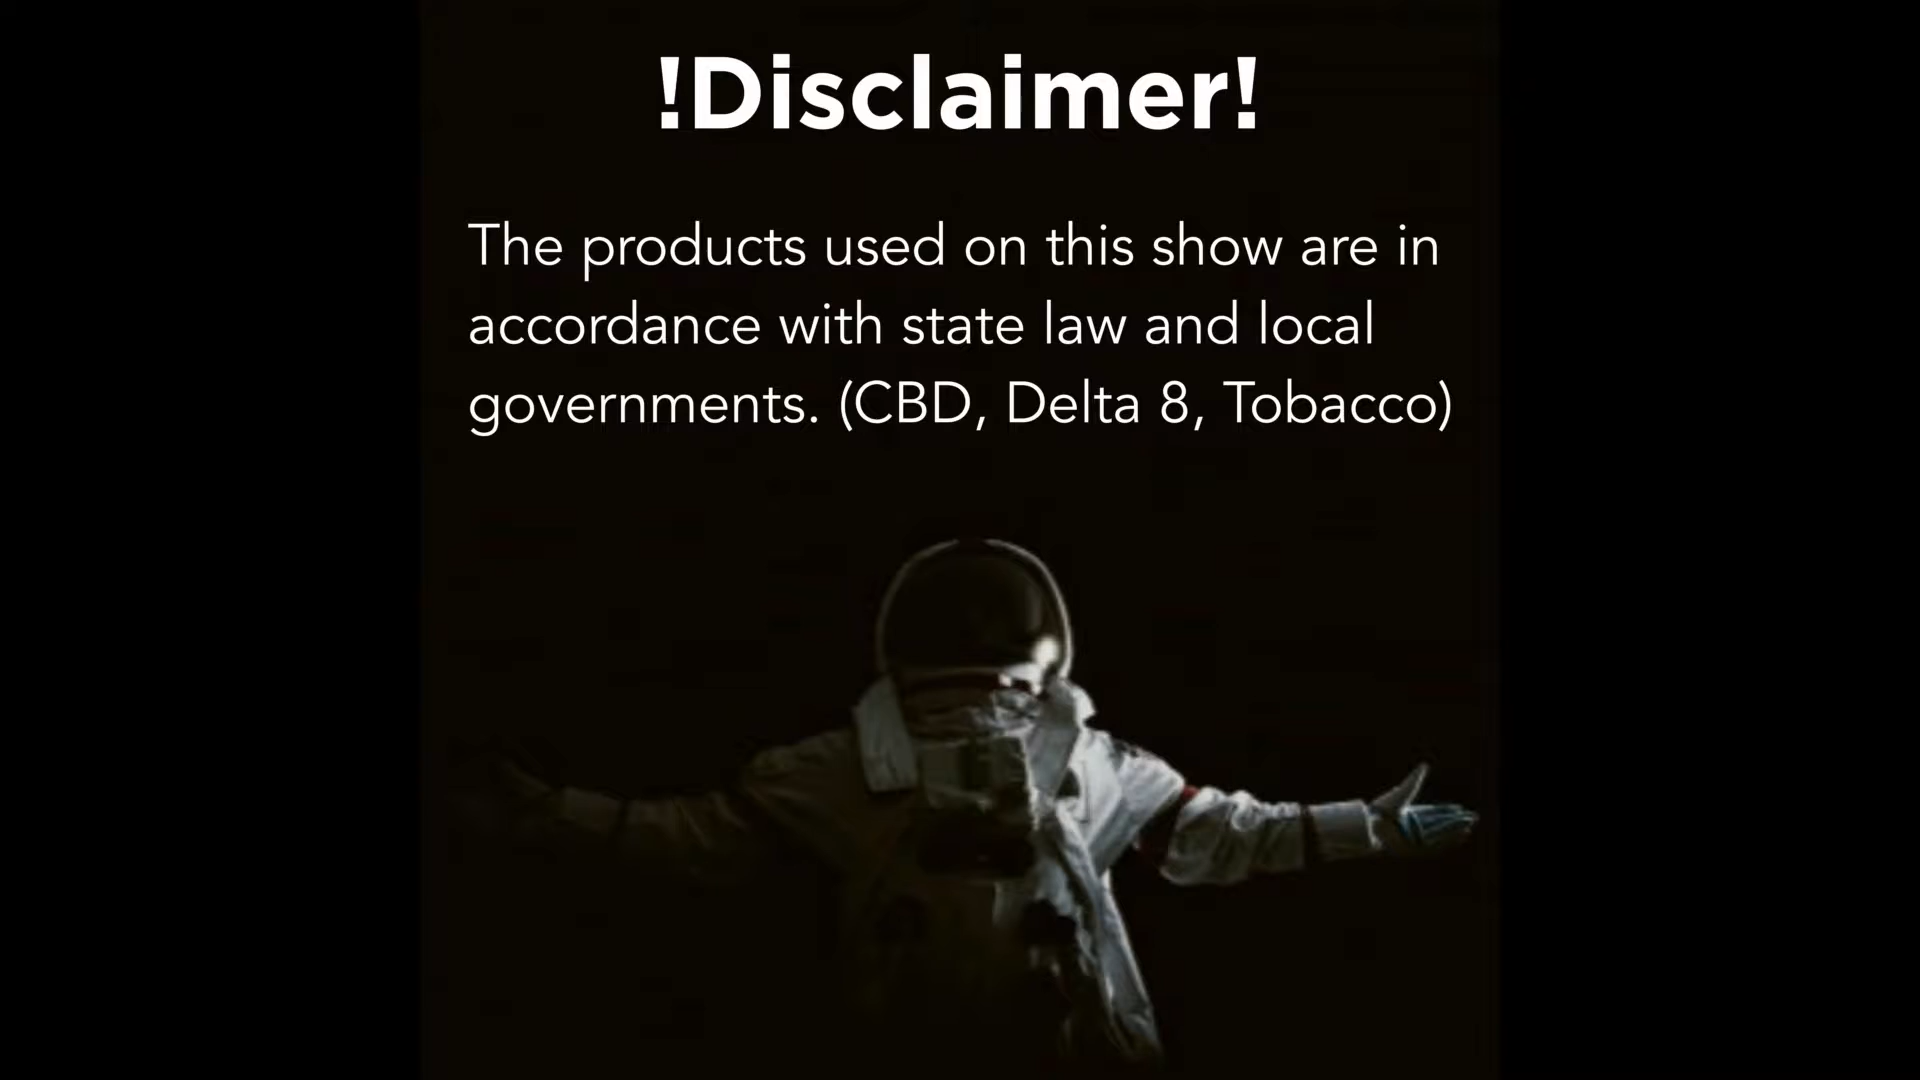 !Disclaimer!
The products used on this show are in
accordance with state law and local
governments. (CBD, Delta 8, Tobacco)